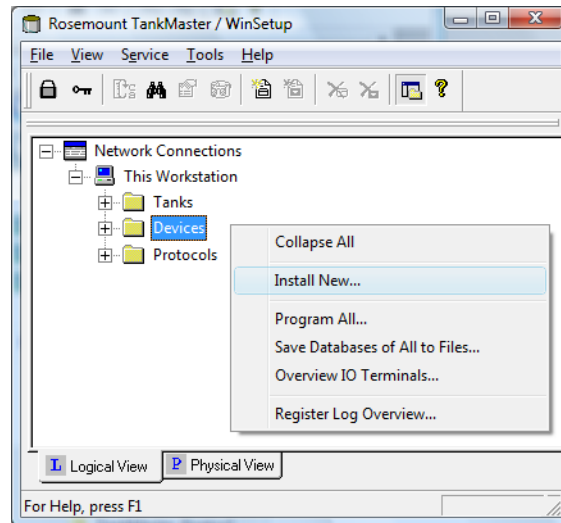 Rosemount TankMaster / WinSetup
File View Service Tools Help
Network Connections
This Workstation
Tanks
Devices
Protocols
Collapse All
Install New...
Program All...
Save Databases of All to Files...
Overview IO Terminals...
Register Log Overview...
L Logical View P Physical View
For Help, press F1